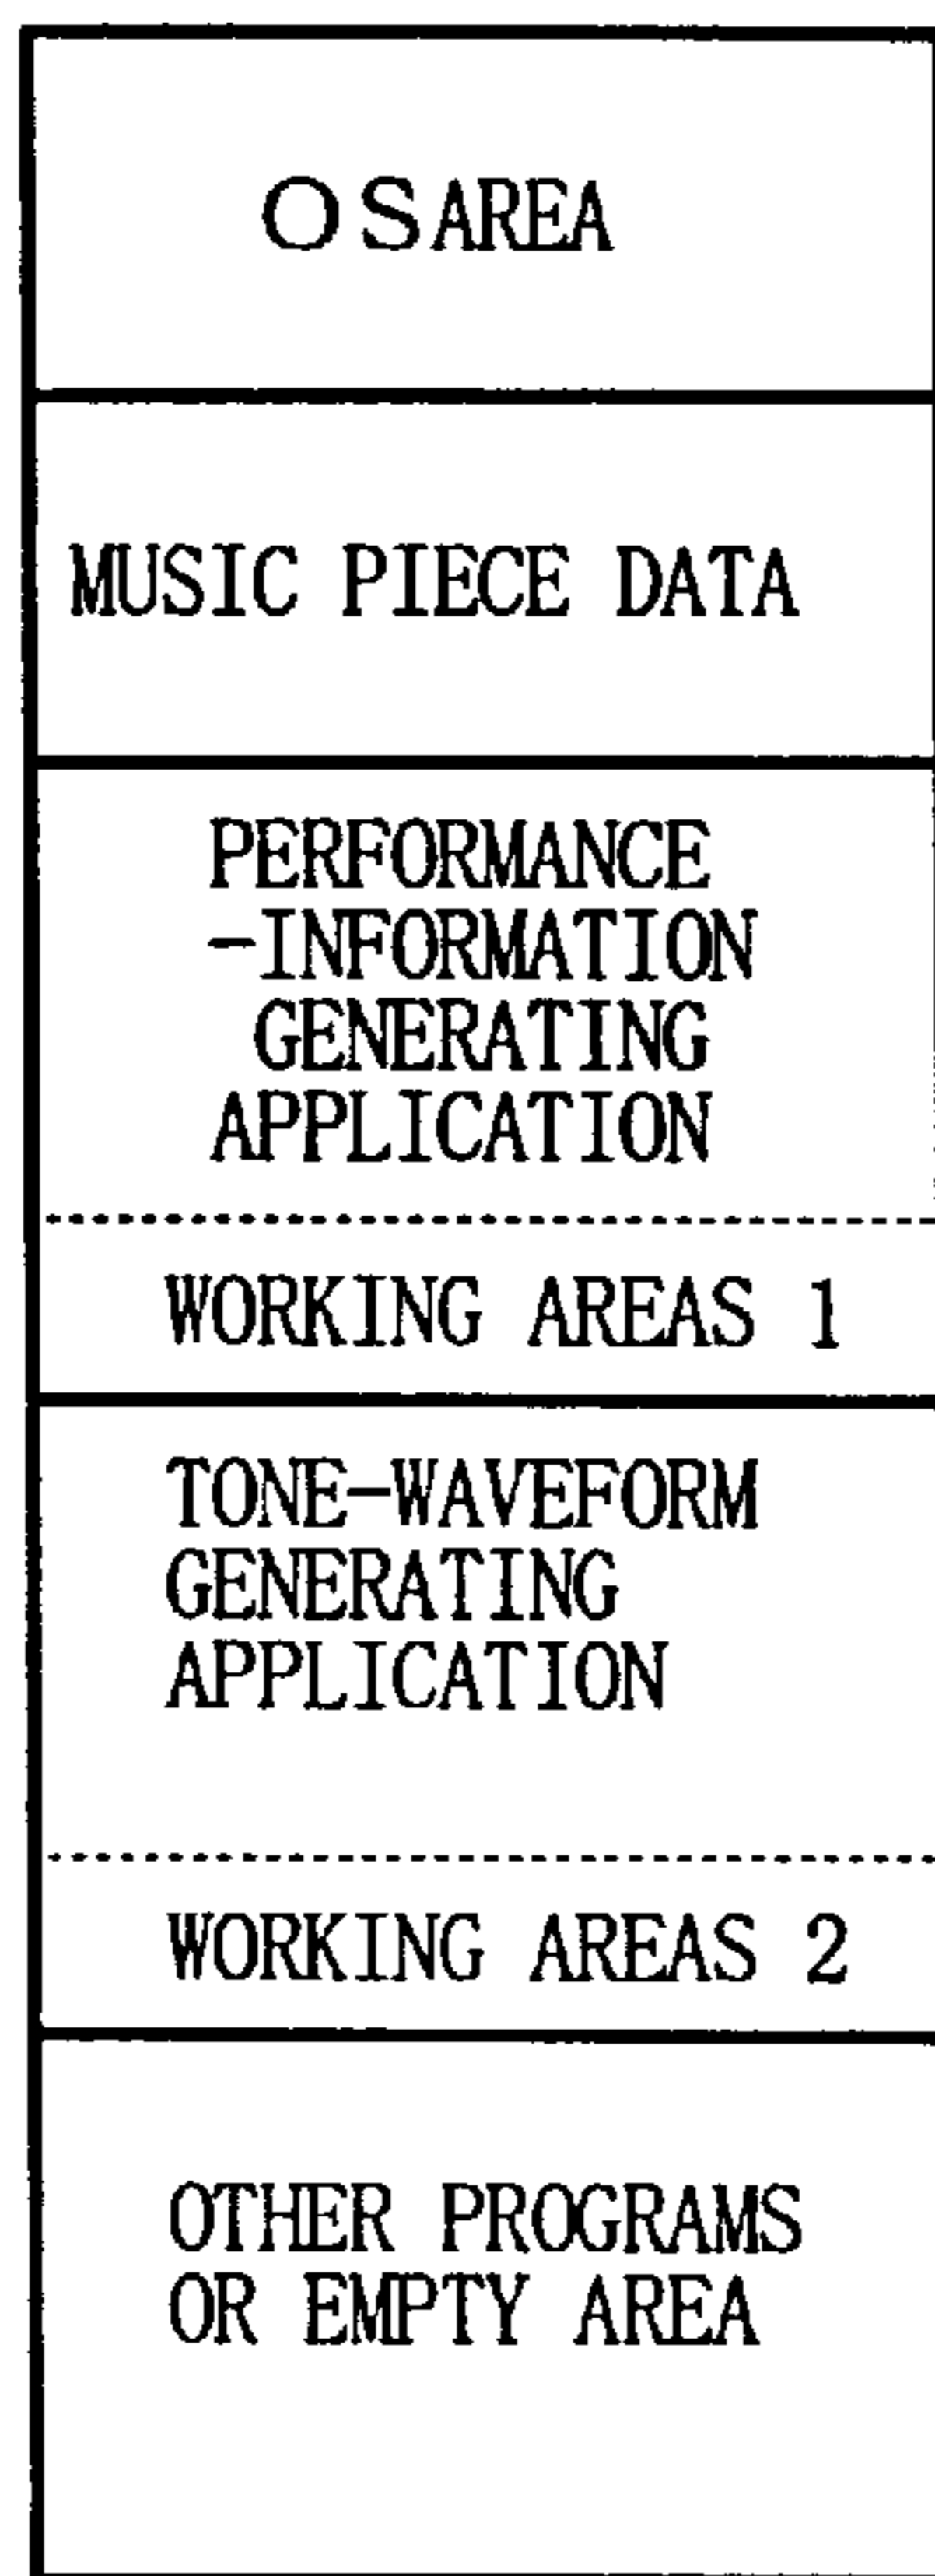 OS AREA
MUSIC PIECE DATA
PERFORMANCE
-INFORMATION
GENERATING
APPLICATION
WORKING AREAS 1
TONE-WAVEFORM
GENERATING
APPLICATION
WORKING AREAS 2
OTHER PROGRAMS
OR EMPTY AREA